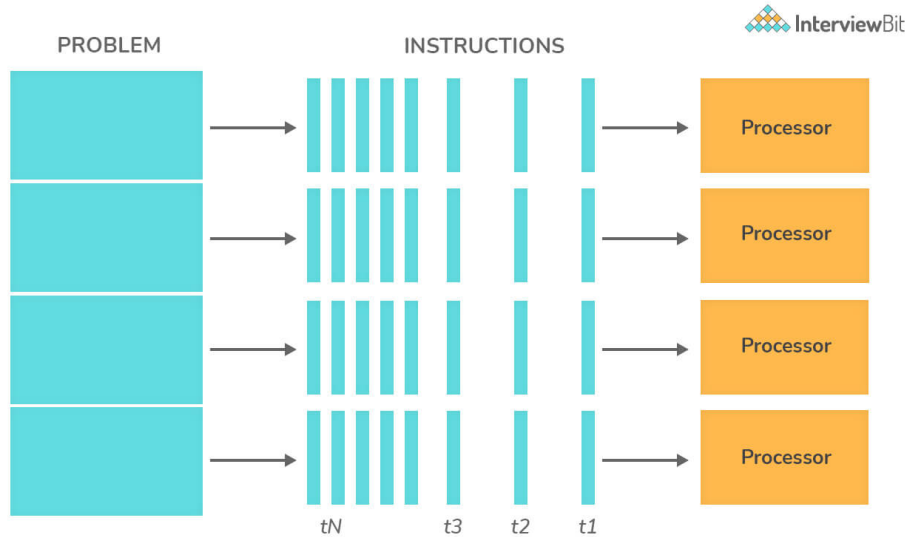 InterviewBit
PROBLEM
INSTRUCTIONS
Processor
Processor
Processor
Processor
tN
t3
t2
t1